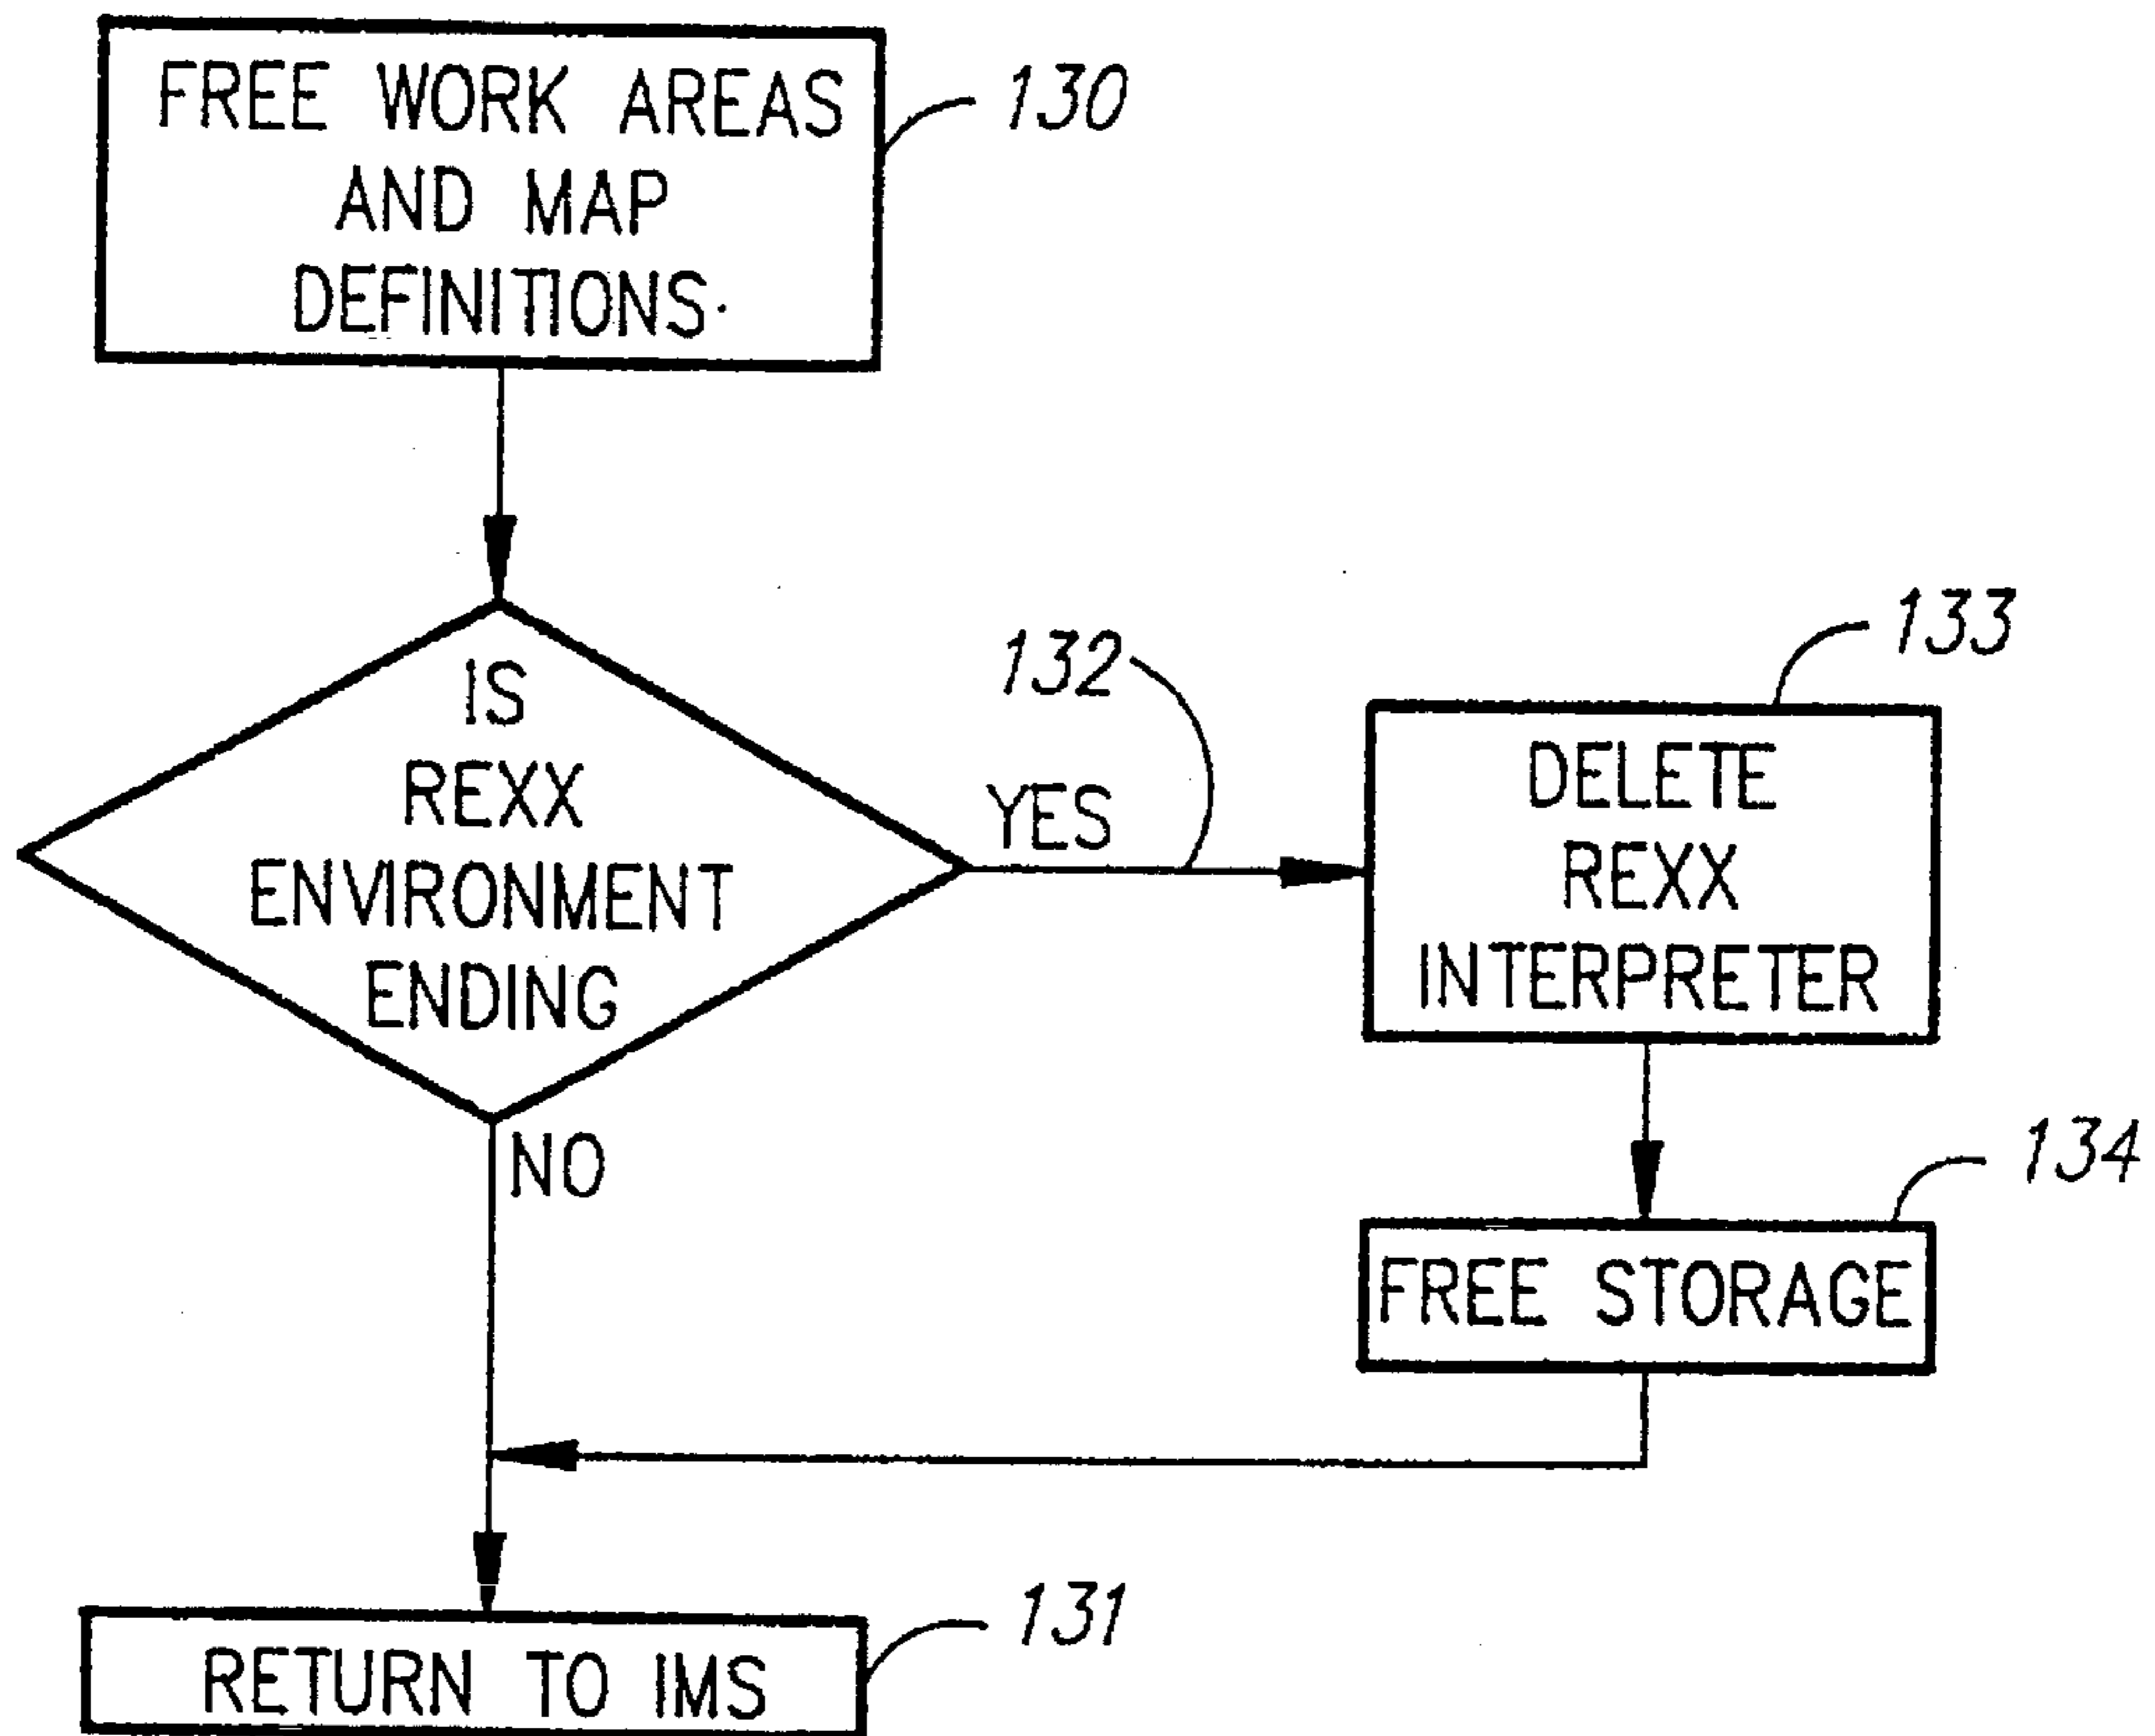 FREE WORK AREAS
AND MAP
DEFINITIONS.
130
IS
REXX
ENVIRONMENT
ENDING
YES
132
NO
133
DELETE
REXX
INTERPRETER
134
FREE STORAGE
RETURN TO IMS
131